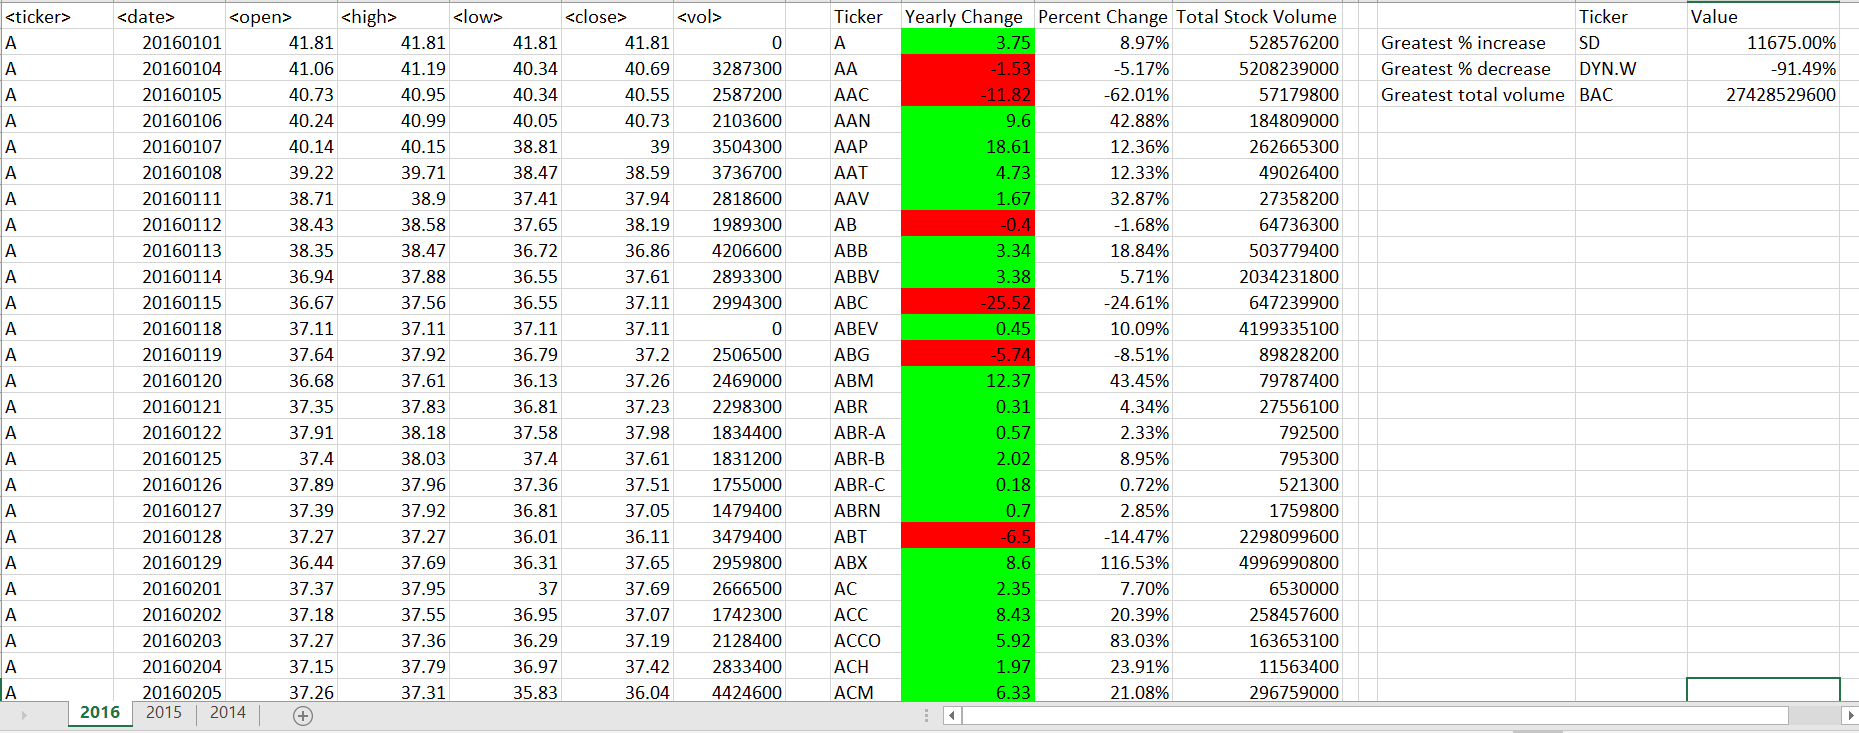 <ticker> <date> <open> <high> <low> <close> <vol> Ticker Yearly Change Percent Change Total Stock Volume Ticker Value
A 20160101 41.81 41.81 41.81 41.81 0 A 3.75 8.97% 528576200 Greatest % increase SD 11675.00%
A 20160104 41.06 41.19 40.34 40.69 3287300 AA -1.53 -5.17% 5208239000 Greatest % decrease DYN.W -91.49%
A 20160105 40.73 40.95 40.34 40.55 2587200 AAC -11.82 -62.01% 57179800 Greatest total volume BAC 27428529600
A 20160106 40.24 40.99 40.05 40.73 2103600 AAN 9.6 42.88% 184809000
A 20160107 40.14 40.15 38.81 39 3504300 AAP 18.61 12.36% 262665300
A 20160108 39.22 39.71 38.47 38.59 3736700 AAT 4.73 12.33% 49026400
A 20160111 38.71 38.9 37.41 37.94 2818600 AAV 1.67 32.87% 27358200
A 20160112 38.43 38.58 37.65 38.19 1989300 AB -0.4 -1.68% 64736300
A 20160113 38.35 38.47 36.72 36.86 4206600 ABB 3.34 18.84% 503779400
A 20160114 36.94 37.88 36.55 37.61 2893300 ABBV 3.38 5.71% 2034231800
A 20160115 36.67 37.56 36.55 37.11 2994300 ABC -25.52 -24.61% 647239900
A 20160118 37.11 37.11 37.11 37.11 0 ABEV 0.45 10.09% 4199335100
A 20160119 37.64 37.92 36.79 37.2 2506500 ABG -5.74 -8.51% 89828200
A 20160120 36.68 37.61 36.13 37.26 2469000 ABM 12.37 43.45% 79787400
A 20160121 37.35 37.83 36.81 37.23 2298300 ABR 0.31 4.34% 27556100
A 20160122 37.91 38.18 37.58 37.98 1834400 ABR-A 0.57 2.33% 792500
A 20160125 37.4 38.03 37.4 37.61 1831200 ABR-B 2.02 8.95% 795300
A 20160126 37.89 37.96 37.36 37.51 1755000 ABR-C 0.18 0.72% 521300
A 20160127 37.39 37.92 36.81 37.05 1479400 ABRN 0.7 2.85% 1759800
A 20160128 37.27 37.27 36.01 36.11 3479400 ABT -6.5 -14.47% 2298099600
A 20160129 36.44 37.69 36.31 37.65 2959800 ABX 8.6 116.53% 4996990800
A 20160201 37.37 37.95 37 37.69 2666500 AC 2.35 7.70% 6530000
A 20160202 37.18 37.55 36.95 37.07 1742300 ACC 8.43 20.39% 258457600
A 20160203 37.27 37.36 36.29 37.19 2128400 ACCO 5.92 83.03% 163653100
A 20160204 37.15 37.79 36.97 37.42 2833400 ACH 1.97 23.91% 11563400
A 20160205 37.26 37.31 35.83 36.04 4424600 ACM 6.33 21.08% 296759000
2016 2015 2014